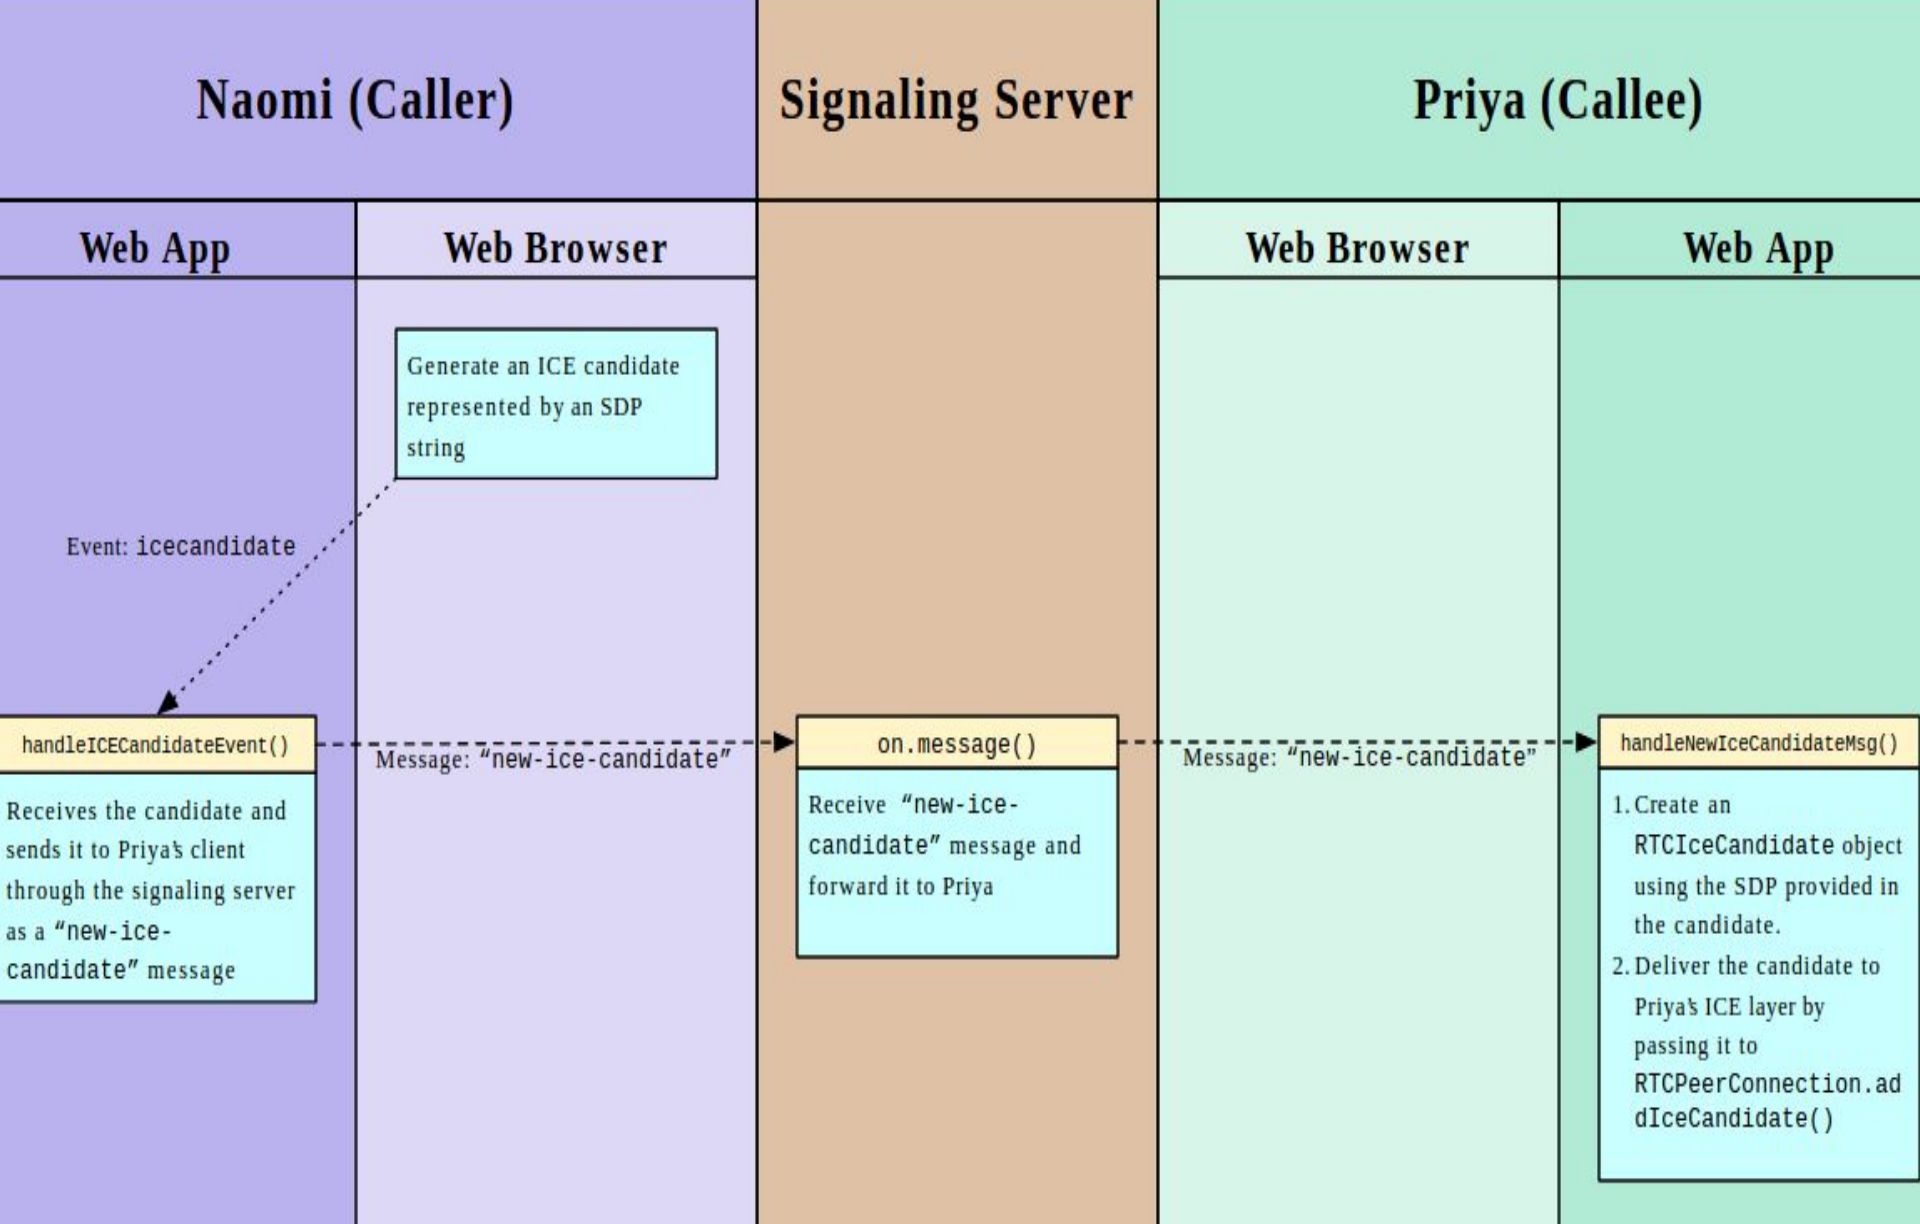 Naomi (Caller)
Signaling Server
Priya (Callee)
Web App
Web Browser
Web Browser
Web App
Generate an ICE candidate
represented by an SDP
string
Event: icecandidate
handleICECandidateEvent()
Receives the candidate and
sends it to Priya's client
through the signaling server
as a “new-ice-
candidate” message
Message: “new-ice-candidate”
on.message()
Receive “new-ice-
candidate” message and
forward it to Priya
Message: “new-ice-candidate”
handleNewIceCandidateMsg()
1. Create an
RTCIceCandidate object
using the SDP provided in
the candidate.
2. Deliver the candidate to
Priya's ICE layer by
passing it to
RTCPeerConnection.ad
dIceCandidate()